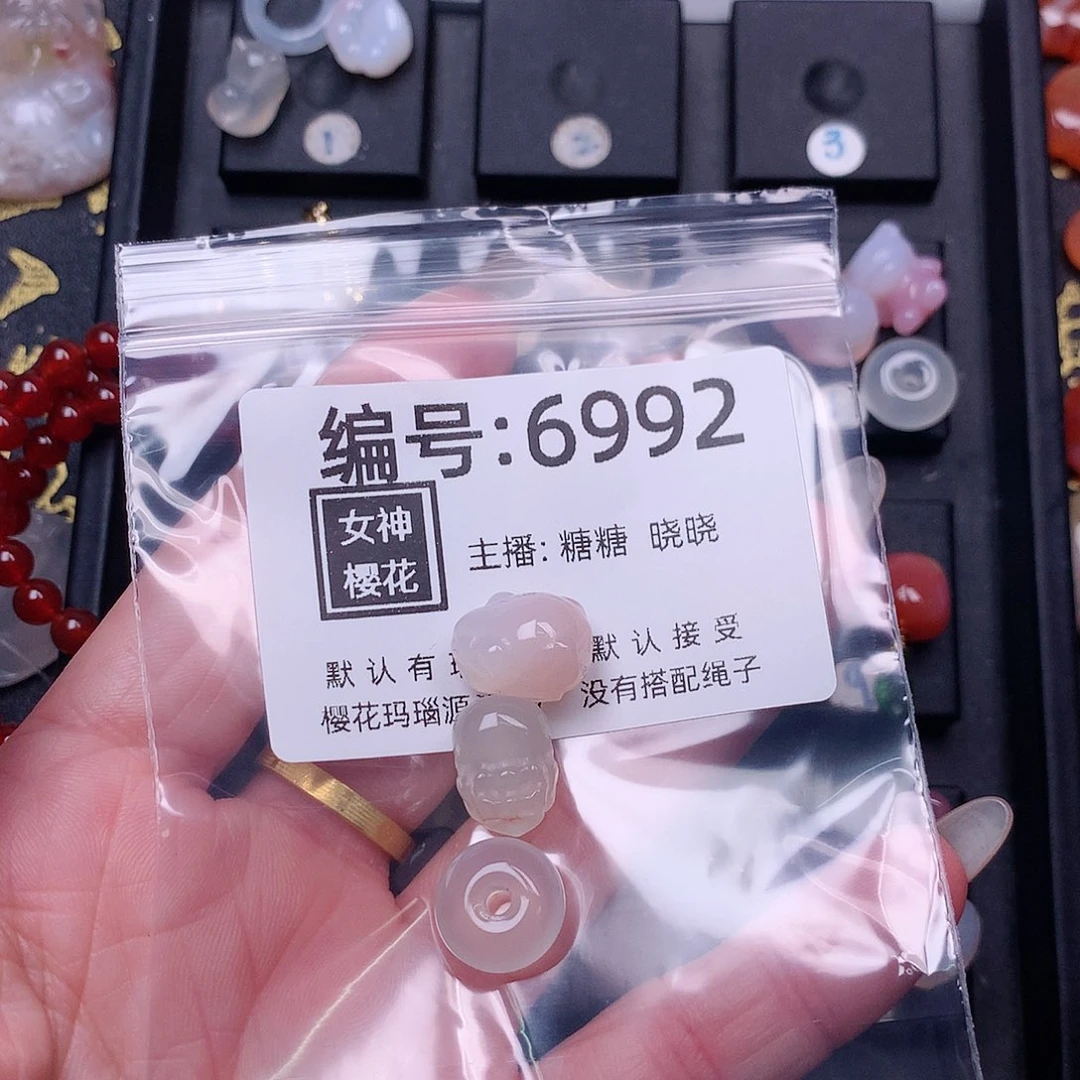 1
2
3
编号:6992
女神
樱花
主播: 糖糖 晓晓
默认有 默认接受
樱花玛瑙源 没有搭配绳子